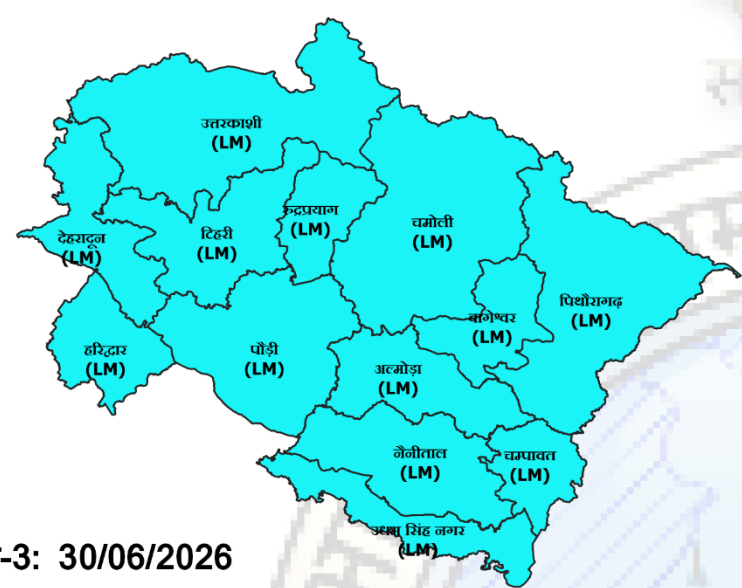 उत्तरकाशी
(LM)
देहरादून
(LM)
टिहरी
(LM)
रुद्रप्रयाग
(LM)
चमोली
(LM)
पिथौरागढ़
(LM)
बागेश्वर
(LM)
हरिद्वार
(LM)
पौड़ी
(LM)
अल्मोड़ा
(LM)
नैनीताल
(LM)
चम्पावत
(LM)
उधम सिंह नगर
(LM)
-3: 30/06/2026